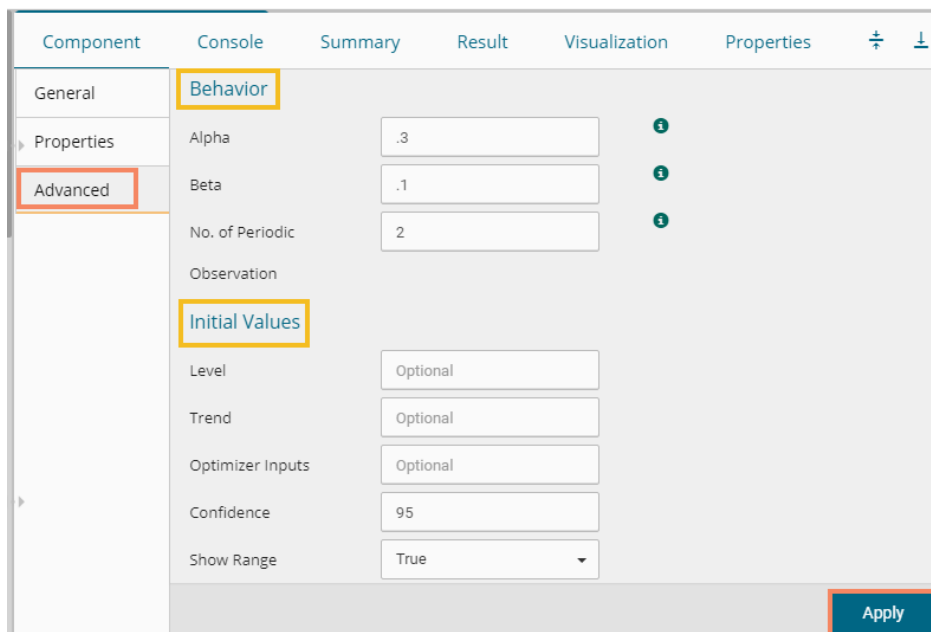 Component Console Summary Result Visualization Properties
General
Properties
Advanced
Behavior
Alpha .3
Beta .1
No. of Periodic 2
Observation
Initial Values
Level Optional
Trend Optional
Optimizer Inputs Optional
Confidence 95
Show Range True
Apply